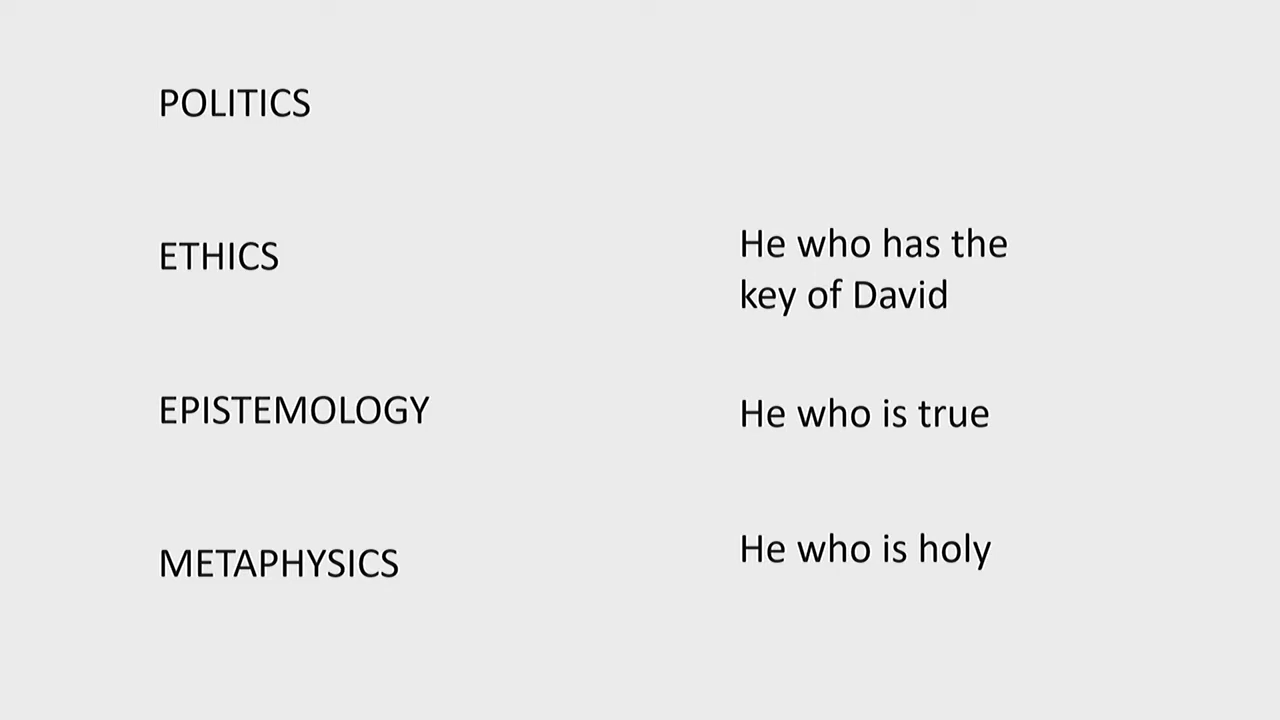 POLITICS
ETHICS
He who has the
key of David
EPISTEMOLOGY
He who is true
METAPHYSICS
He who is holy